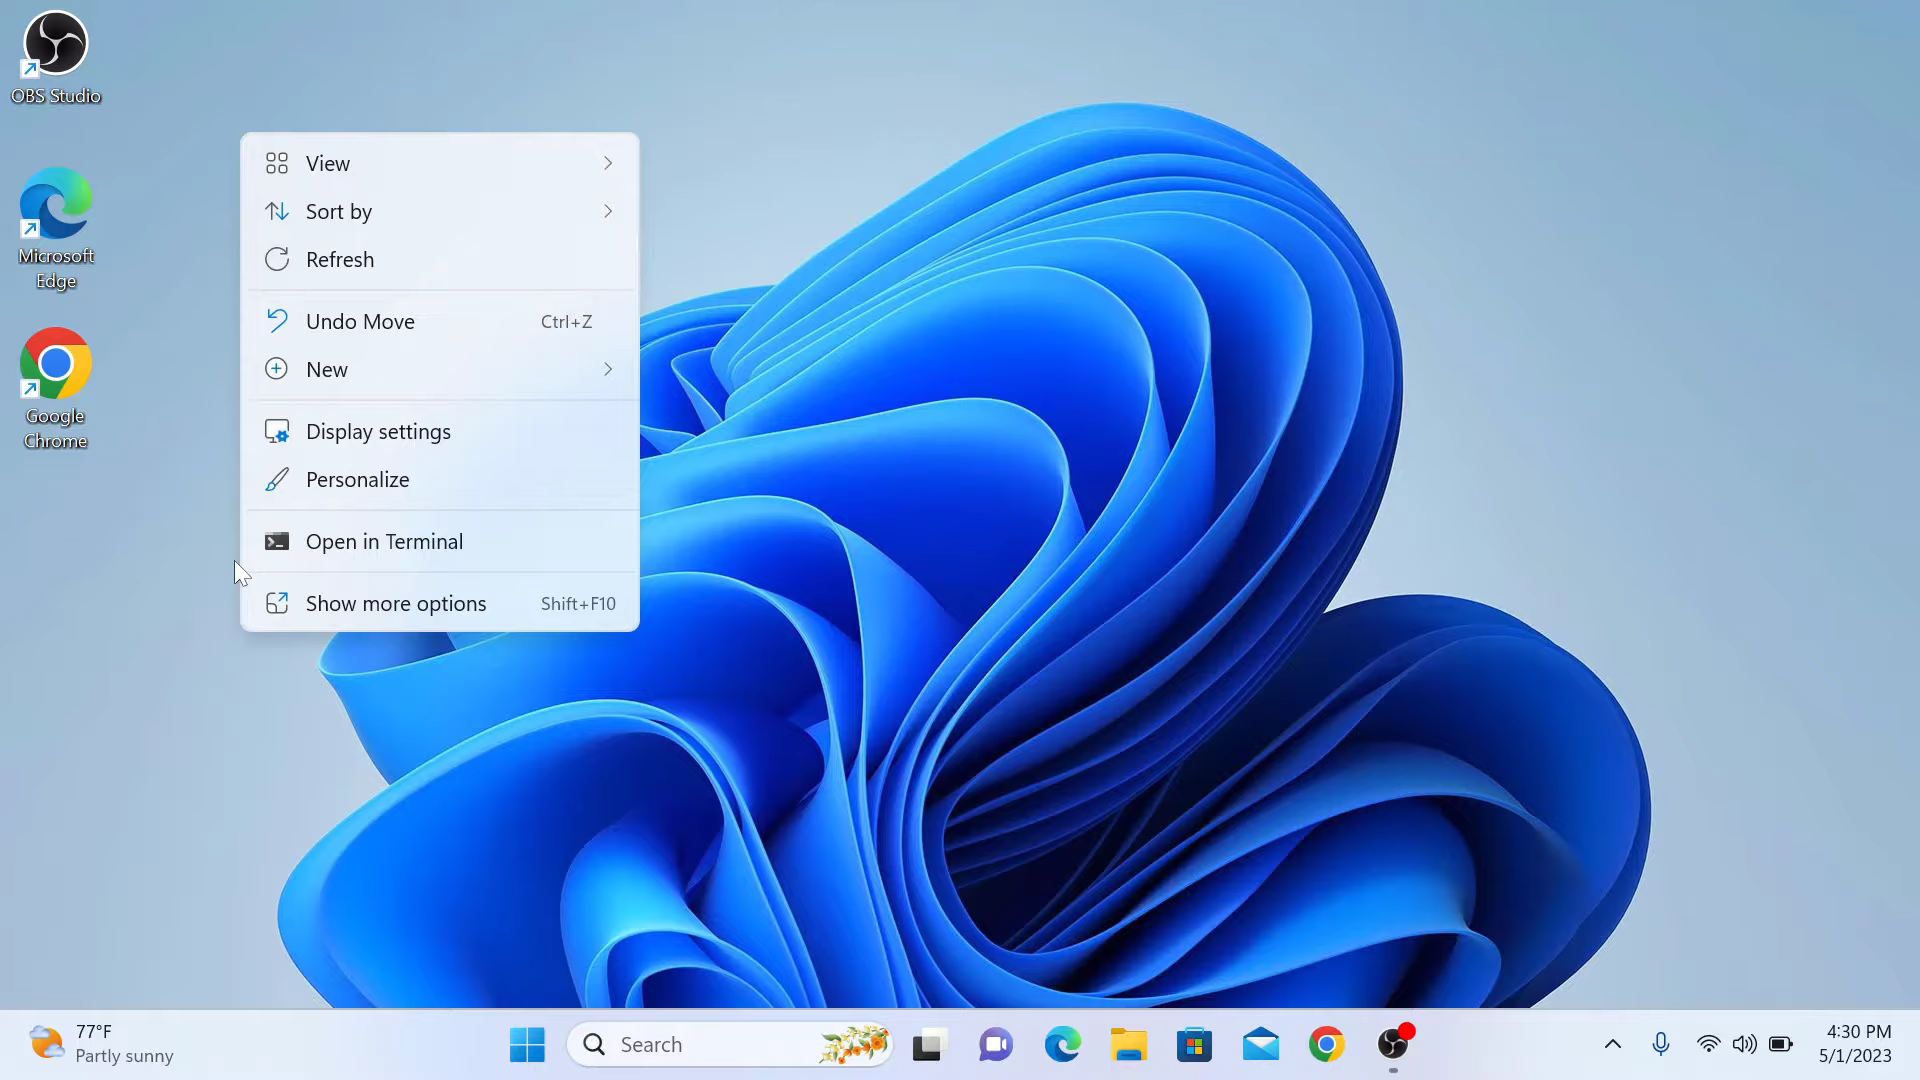 OBS Studio
Microsoft
Edge
Google
Chrome
View
Sort by
Refresh
Undo Move Ctrl+Z
New
Display settings
Personalize
Open in Terminal
Show more options Shift+F10
77°F
Partly sunny
Search
4:30 PM
5/1/2023